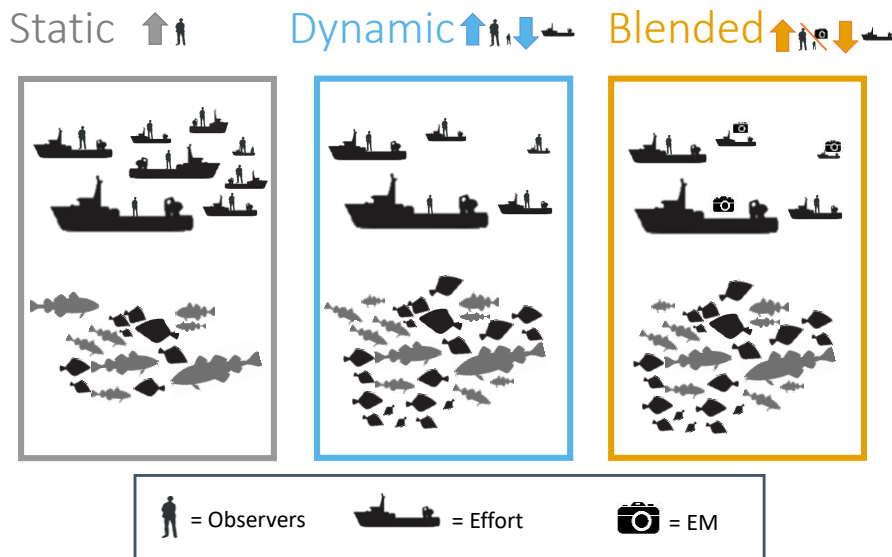 Static
Dynamic
Blended
= Observers
= Effort
= EM